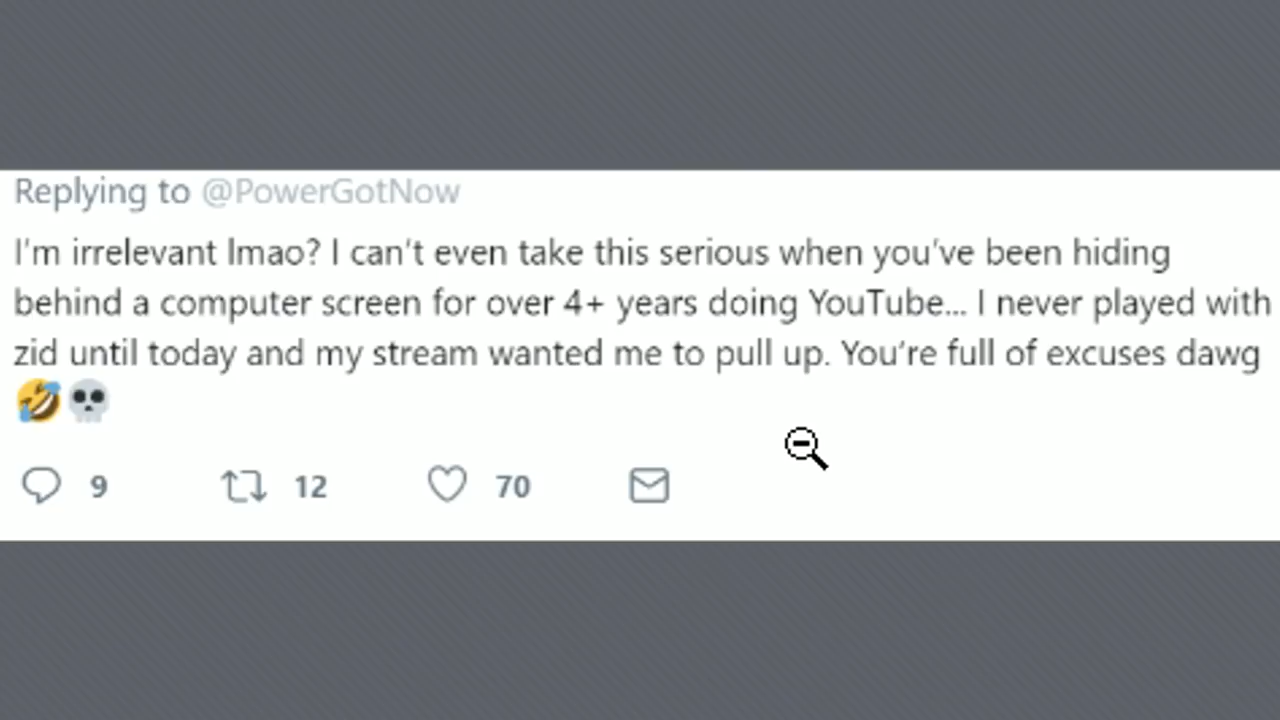 Replying to @PowerGotNow
I'm irrelevant lmao? I can't even take this serious when you've been hiding
behind a computer screen for over 4+ years doing YouTube... I never played with
zid until today and my stream wanted me to pull up. You're full of excuses dawg
🤣💀
9 12 70